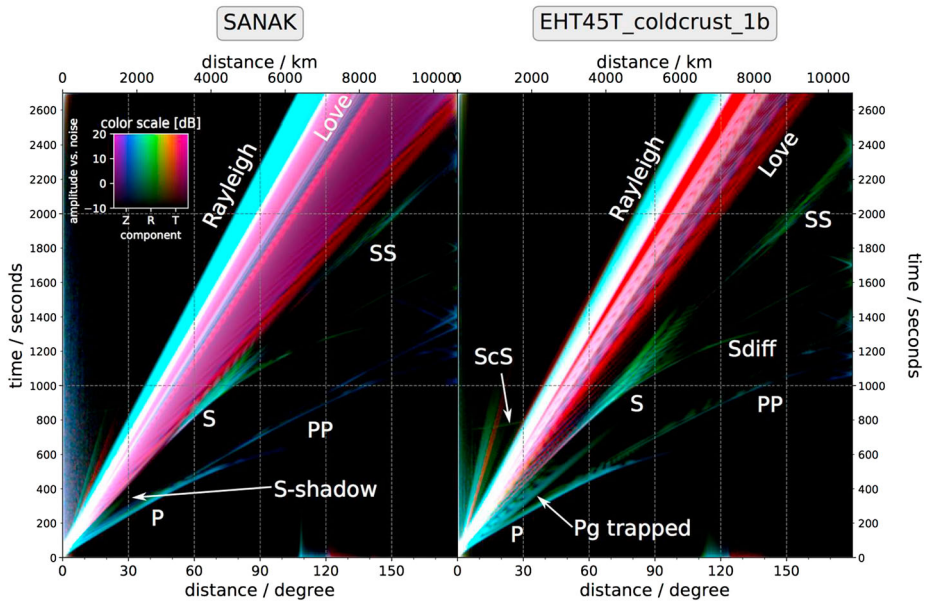 SANAK
EHT45T_coldcrust_1b
distance / km
distance / km
0 2000 4000 6000 8000 10000
0 2000 4000 6000 8000 10000
2600
2400
2200
2000
1800
1600
1400
1200
1000
800
600
400
200
0
time / seconds
color scale [dB]
amplitude vs. noise
20
10
0
−10
Z R T
component
Rayleigh
Love
SS
S
PP
S-shadow
P
0 30 60 90 120 150
distance / degree
Rayleigh
Love
SS
ScS
Sdiff
S
PP
Pg trapped
P
0 30 60 90 120 150 180
distance / degree
2600
2400
2200
2000
1800
1600
1400
1200
1000
800
600
400
200
0
time / seconds